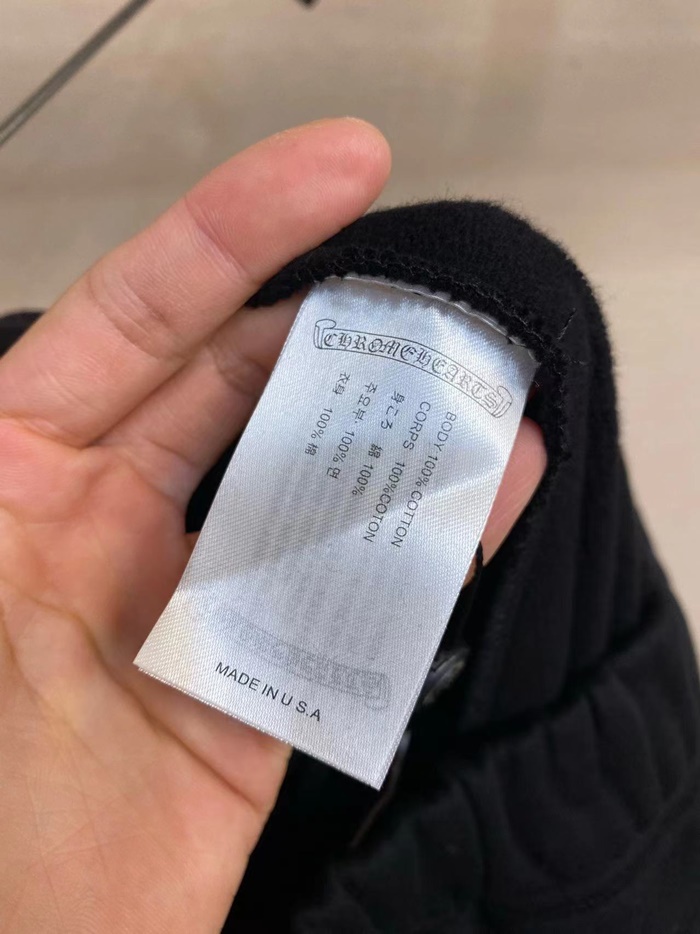 CHROMEHEARTS
BODY 100% COTTON
CORPS 100%COTON
身ころ 綿 100%
주요부. 100% 면
衣身 100% 棉
MADE IN U S.A